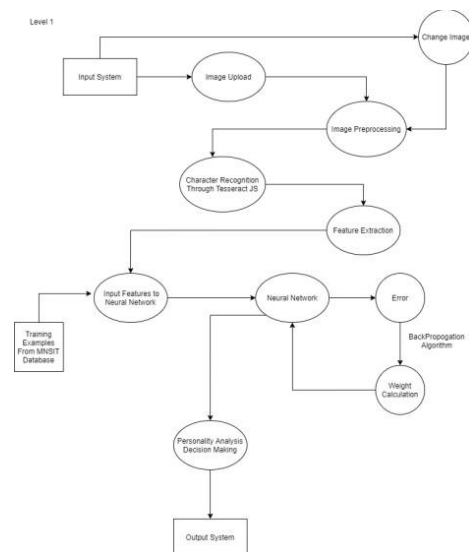 Level 1
Change Image
Input System
Image Upload
Image Preprocessing
Character Recognition
Through Tesseract JS
Feature Extraction
Input Features to
Neural Network
Neural Network
Error
Training
Examples
From MNSIT
Database
BackPropogation
Algorithm
Weight
Calculation
Personality Analysis
Decision Making
Output System